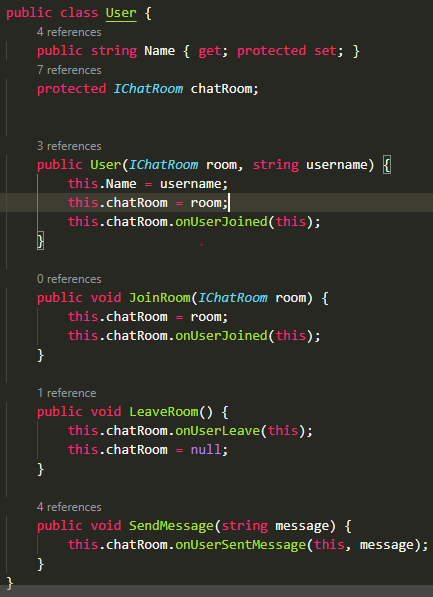 public class User {
4 references
public string Name { get; protected set; }
7 references
protected IChatRoom chatRoom;
3 references
public User(IChatRoom room, string username) {
this.Name = username;
this.chatRoom = room;
this.chatRoom.onUserJoined(this);
}
0 references
public void JoinRoom(IChatRoom room) {
this.chatRoom = room;
this.chatRoom.onUserJoined(this);
}
1 reference
public void LeaveRoom() {
this.chatRoom.onUserLeave(this);
this.chatRoom = null;
}
4 references
public void SendMessage(string message) {
this.chatRoom.onUserSentMessage(this, message);
}
}